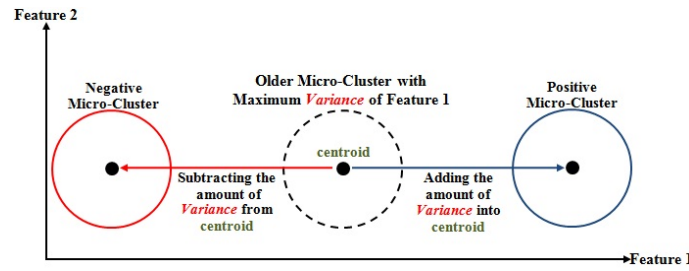 Feature 2
Negative
Micro-Cluster
Older Micro-Cluster with
Maximum Variance of Feature 1
Positive
Micro-Cluster
centroid
Subtracting the
amount of
Variance from
centroid
Adding the
amount of
Variance into
centroid
Feature 1